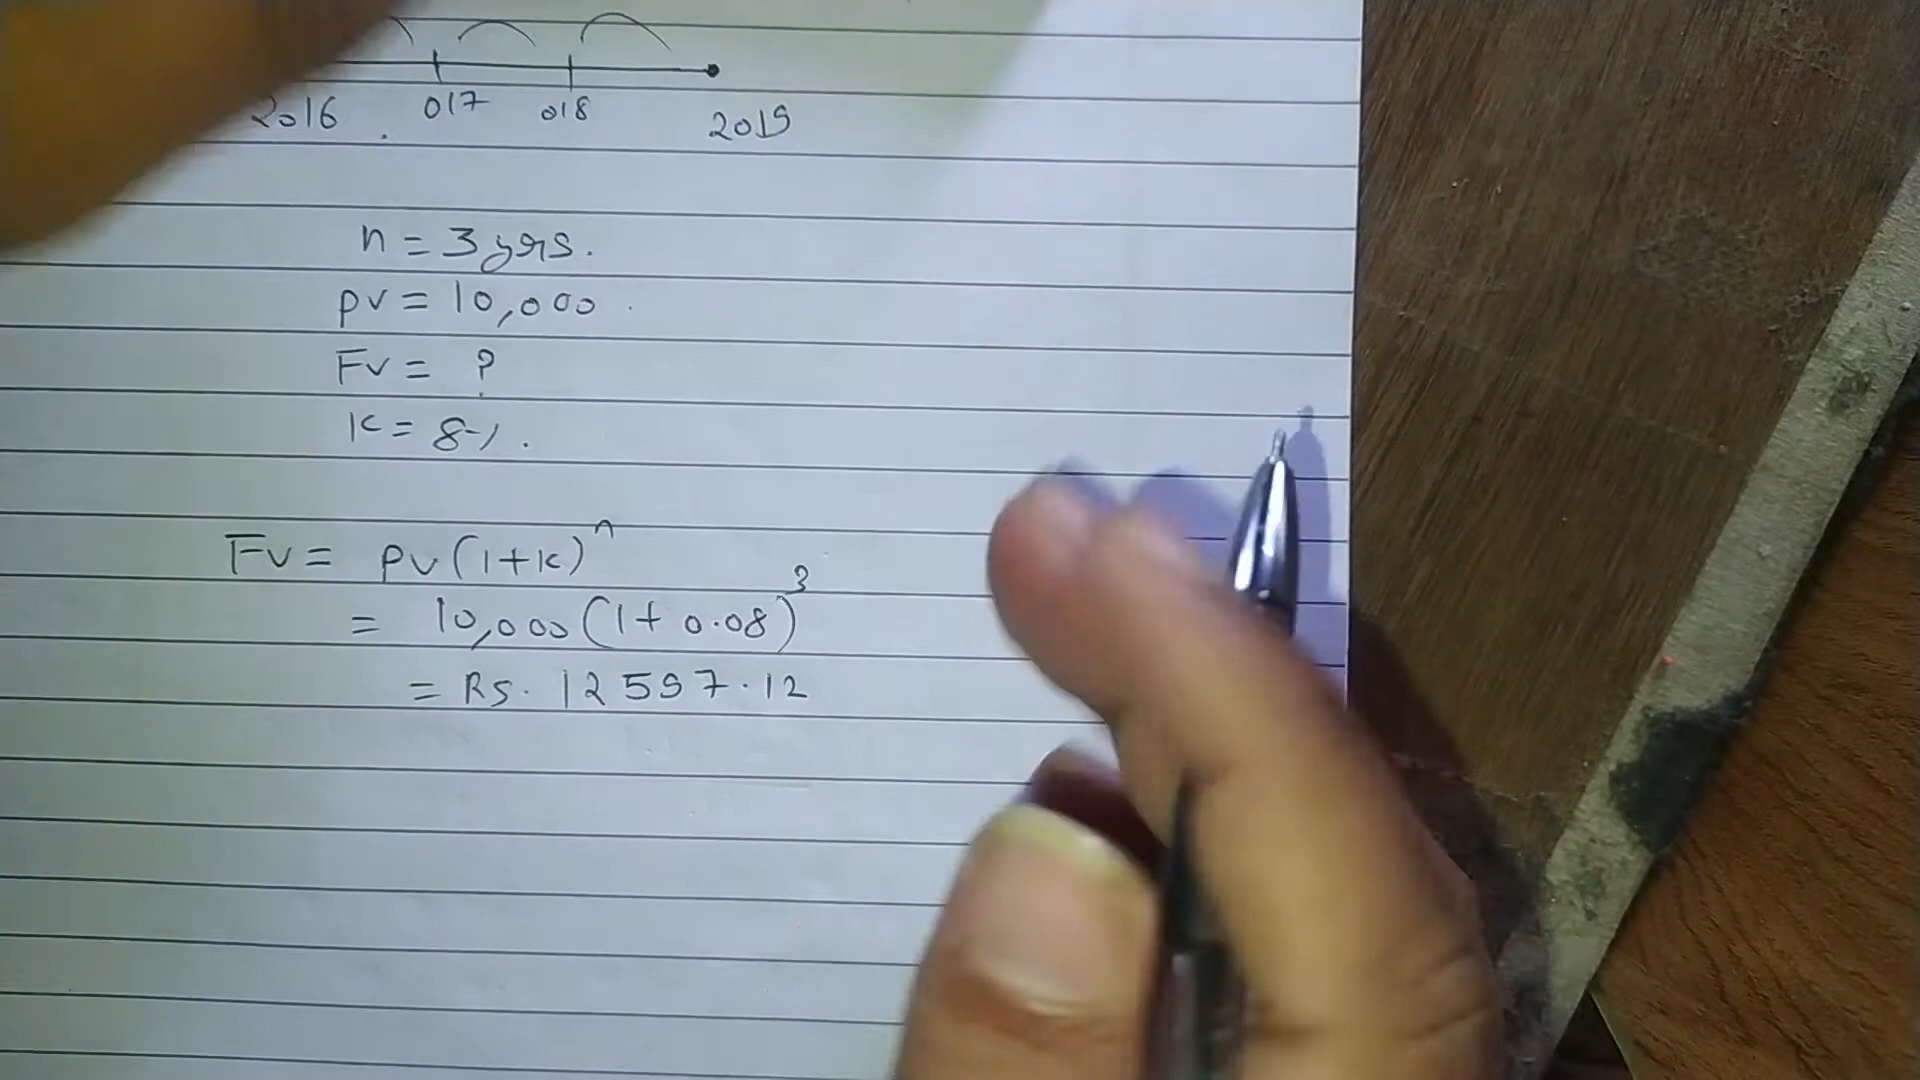 2016 017 018 2019
n = 3 yrs.
PV = 10,000.
FV = ?
K = 8%.
FV = PV(1+K)^n
= 10,000(1+0.08)^3
= Rs. 12597.12